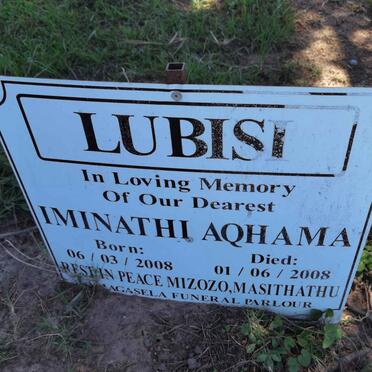 LUBISI
In Loving Memory
Of Our Dearest
IMINATHI AQHAMA
Born: Died:
06 / 03 / 2008 01 / 06 / 2008
REST IN PEACE MIZOZO, MASITHATHU
FUNERAL PARLOUR